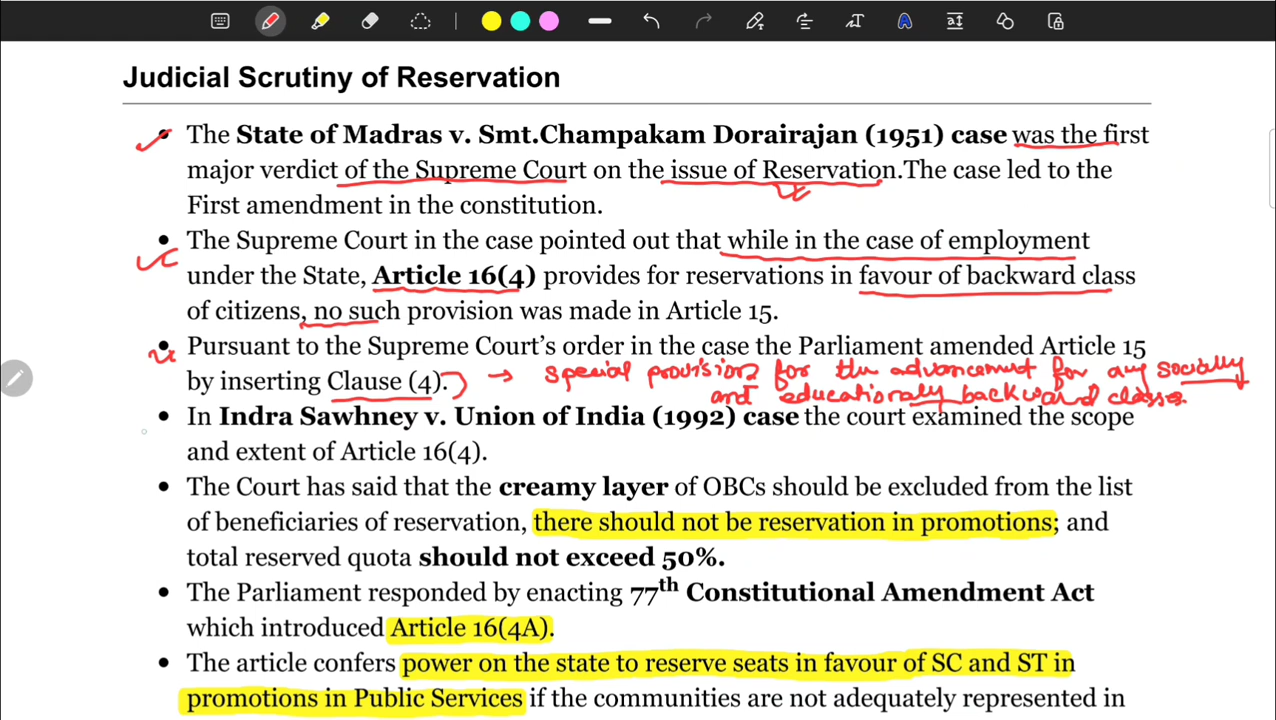 Judicial Scrutiny of Reservation
• The State of Madras v. Smt.Champakam Dorairajan (1951) case was the first
major verdict of the Supreme Court on the issue of Reservation.The case led to the
First amendment in the constitution.
• The Supreme Court in the case pointed out that while in the case of employment
under the State, Article 16(4) provides for reservations in favour of backward class
of citizens, no such provision was made in Article 15.
• Pursuant to the Supreme Court’s order in the case the Parliament amended Article 15
by inserting Clause (4). → special provision for the advancement for any socially
and educationally backward classes.
• In Indra Sawhney v. Union of India (1992) case the court examined the scope
and extent of Article 16(4).
• The Court has said that the creamy layer of OBCs should be excluded from the list
of beneficiaries of reservation, there should not be reservation in promotions; and
total reserved quota should not exceed 50%.
• The Parliament responded by enacting 77th Constitutional Amendment Act
which introduced Article 16(4A).
• The article confers power on the state to reserve seats in favour of SC and ST in
promotions in Public Services if the communities are not adequately represented in